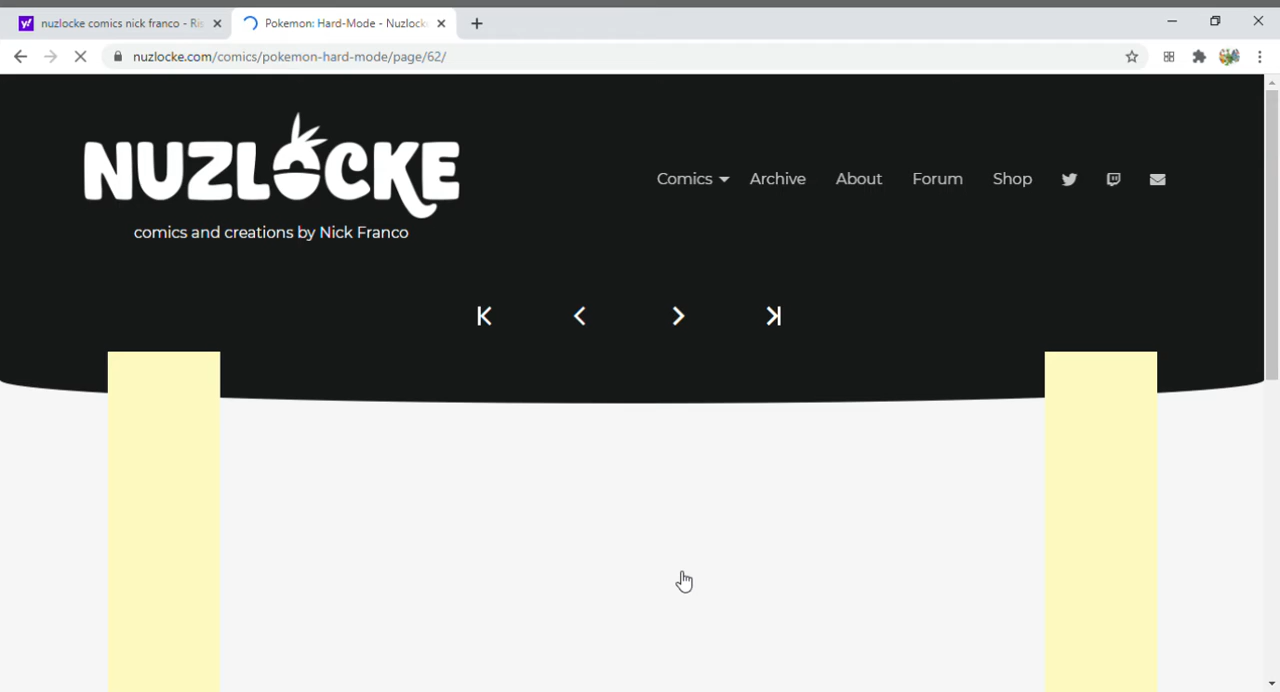 nuzlocke comics nick franco - Ris
Pokemon: Hard-Mode - Nuzlock
nuzlocke.com/comics/pokemon-hard-mode/page/62/
NUZLOCKE
comics and creations by Nick Franco
Comics Archive About Forum Shop